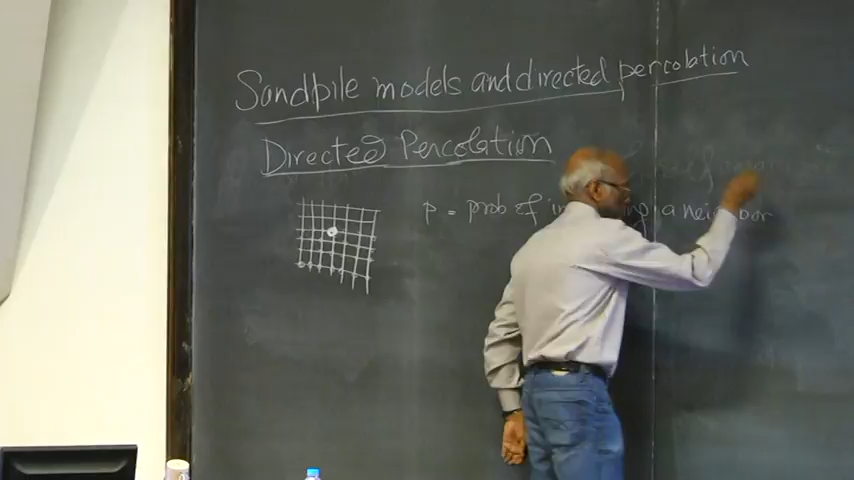 Sandpile models and directed percolation
Directed Percolation
p = prob of a neighbor